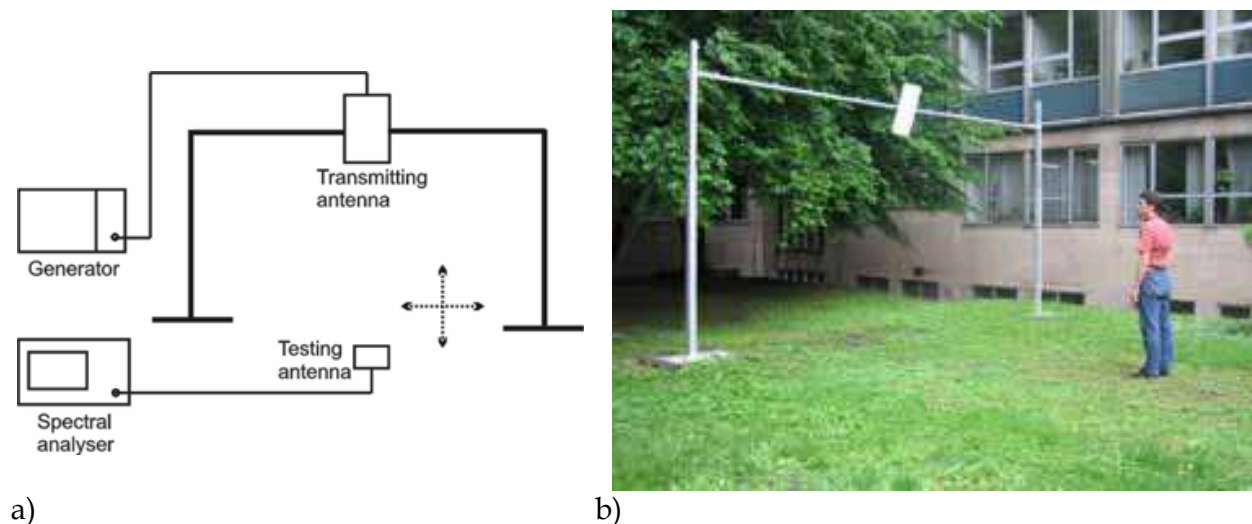 Transmitting
antenna
Generator
Testing
antenna
Spectral
analyser
a)
b)